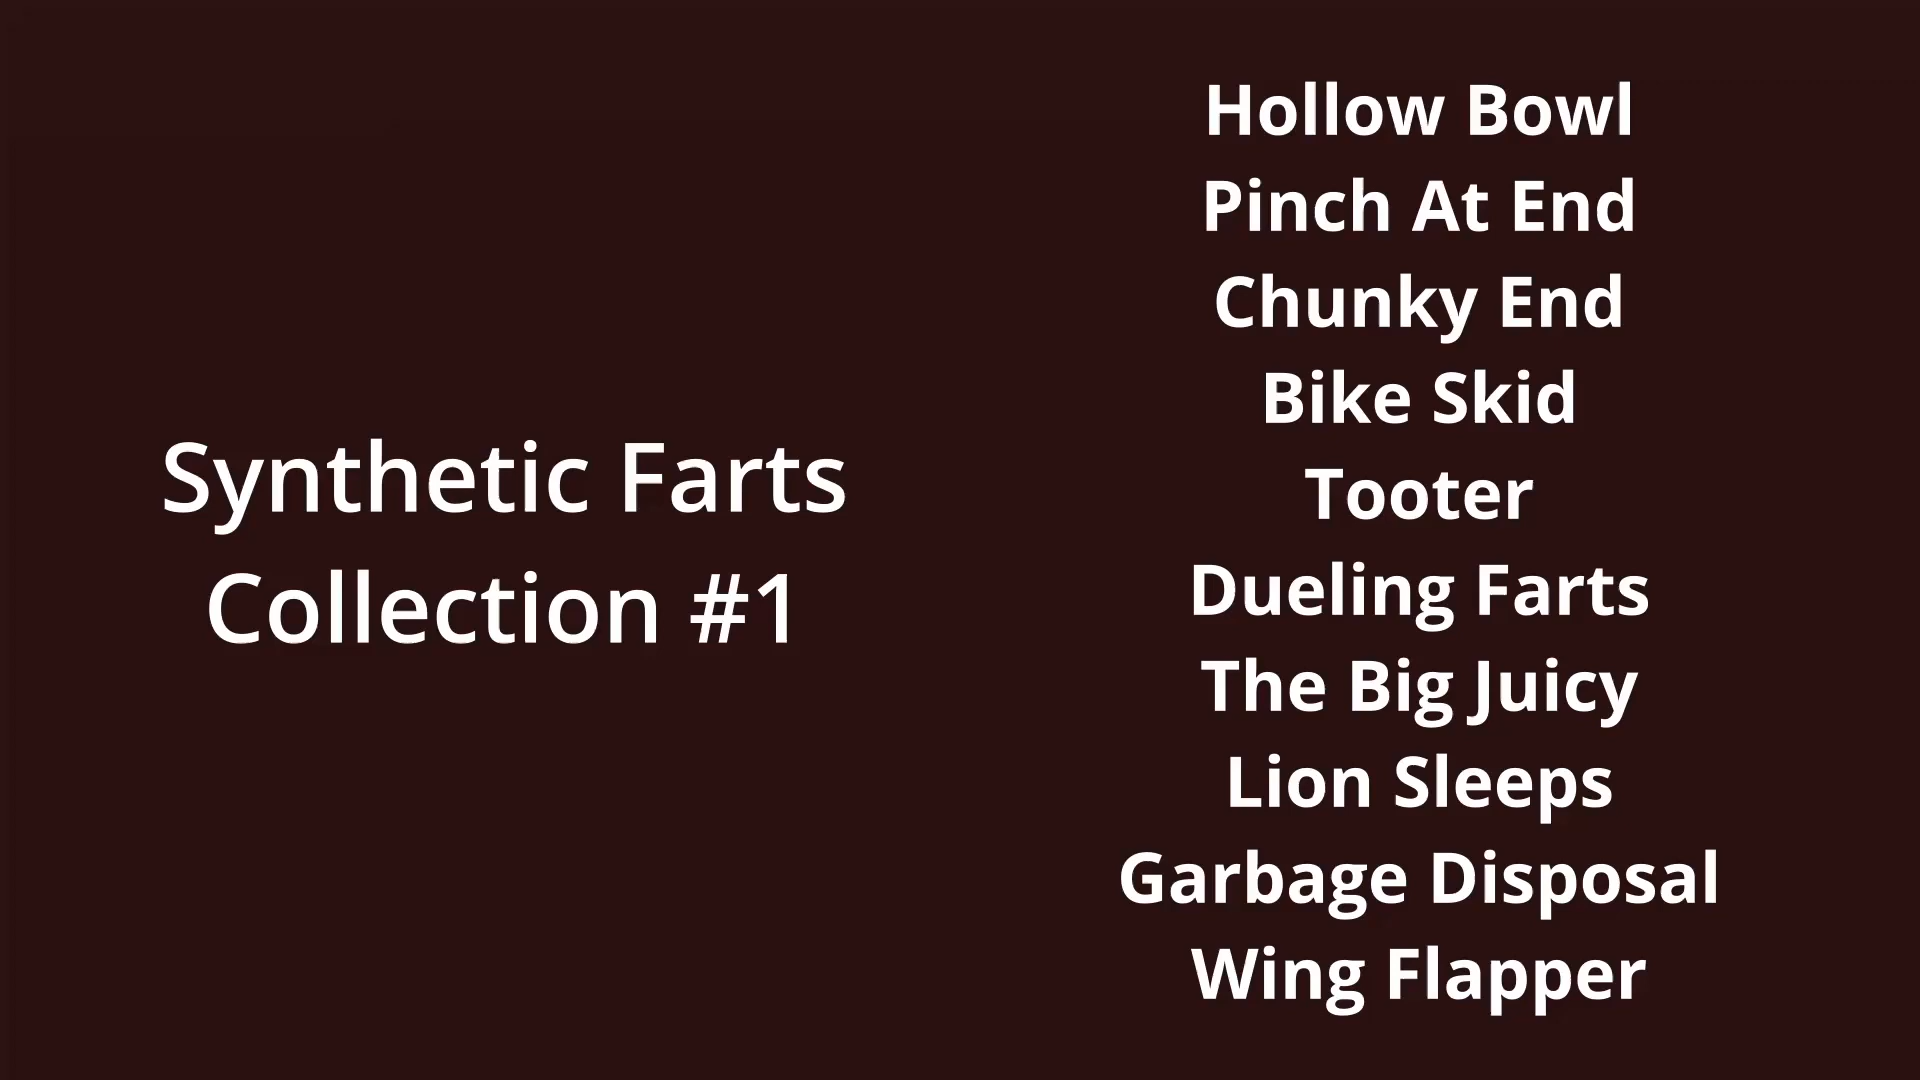 Synthetic Farts
Collection #1
Hollow Bowl
Pinch At End
Chunky End
Bike Skid
Tooter
Dueling Farts
The Big Juicy
Lion Sleeps
Garbage Disposal
Wing Flapper